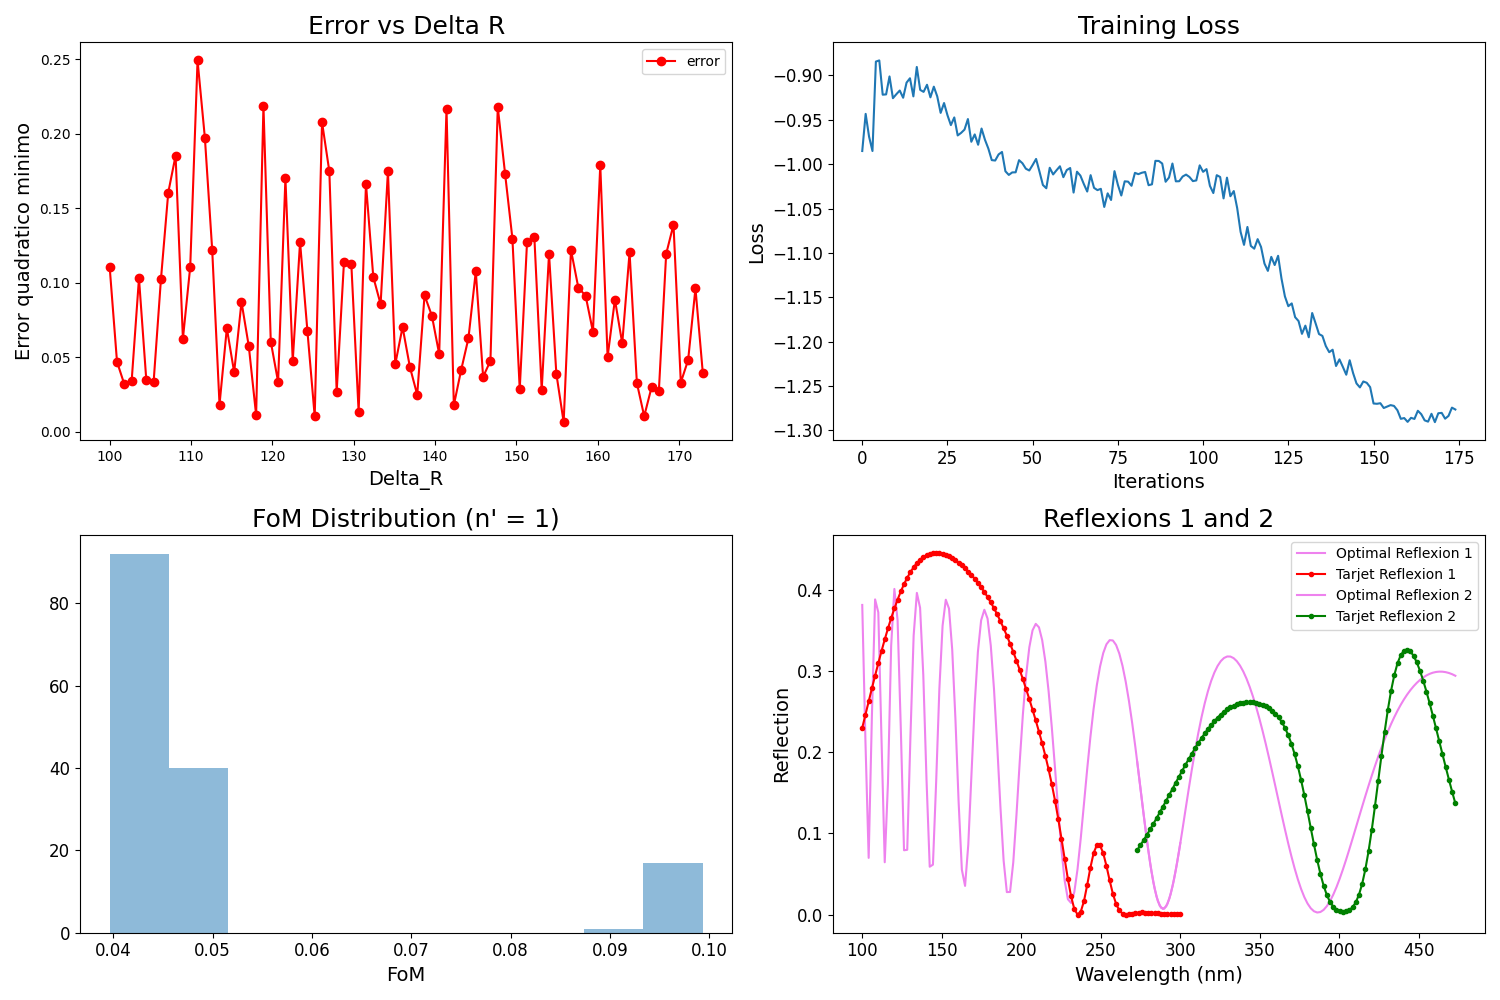 Error vs Delta R
error
Error quadratico minimo
0.25
0.20
0.15
0.10
0.05
0.00
100 110 120 130 140 150 160 170
Delta_R
Training Loss
Loss
−0.90
−0.95
−1.00
−1.05
−1.10
−1.15
−1.20
−1.25
−1.30
0 25 50 75 100 125 150 175
Iterations
FoM Distribution (n' = 1)
80
60
40
20
0
0.04 0.05 0.06 0.07 0.08 0.09 0.10
FoM
Reflexions 1 and 2
Optimal Reflexion 1
Tarjet Reflexion 1
Optimal Reflexion 2
Tarjet Reflexion 2
Reflection
0.4
0.3
0.2
0.1
0.0
100 150 200 250 300 350 400 450
Wavelength (nm)